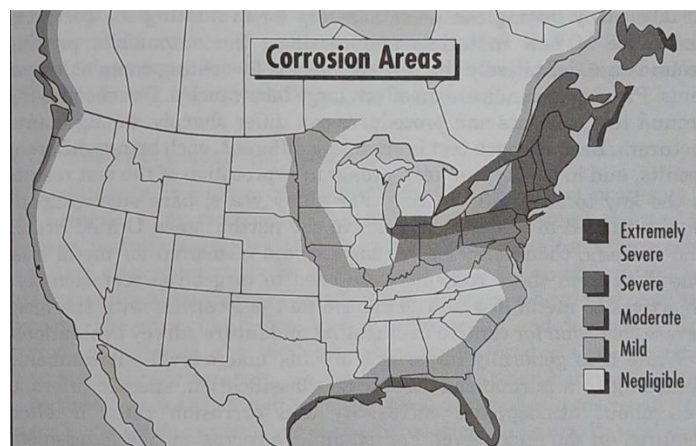 Corrosion Areas
Extremely
Severe
Severe
Moderate
Mild
Negligible